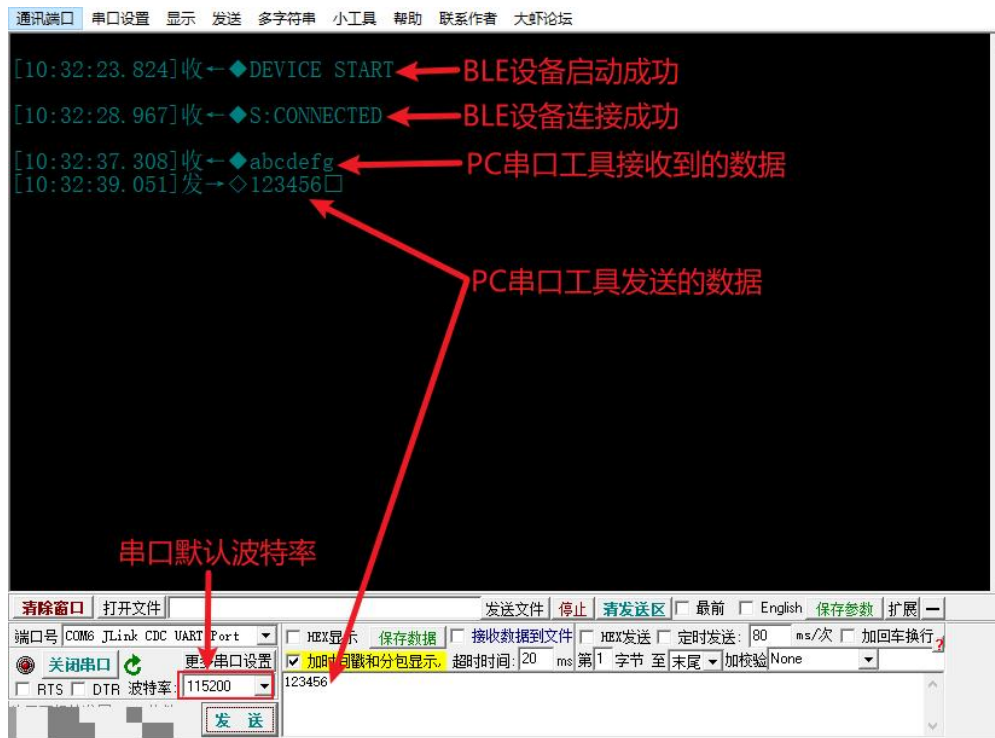 通讯端口 串口设置 显示 发送 多字符串 小工具 帮助 联系作者 大虾论坛
[10:32:23.824]收←◆DEVICE START BLE设备启动成功
[10:32:28.967]收←◆S:CONNECTED BLE设备连接成功
[10:32:37.308]收←◆abcdefg PC串口工具接收到的数据
[10:32:39.051]发→◇123456□
PC串口工具发送的数据
串口默认波特率
清除窗口 打开文件 发送文件 停止 清发送区 最前 English 保存参数 扩展 —
端口号 COM6 JLink CDC UART Port HEX显示 保存数据 接收数据到文件 HEX发送 定时发送: 80 ms/次 加回车换行 ?
关闭串口 更多串口设置 加时间戳和分包显示, 超时时间: 20 ms 第1 字节 至 末尾 加校验 None
RTS DTR 波特率: 115200 123456
发 送